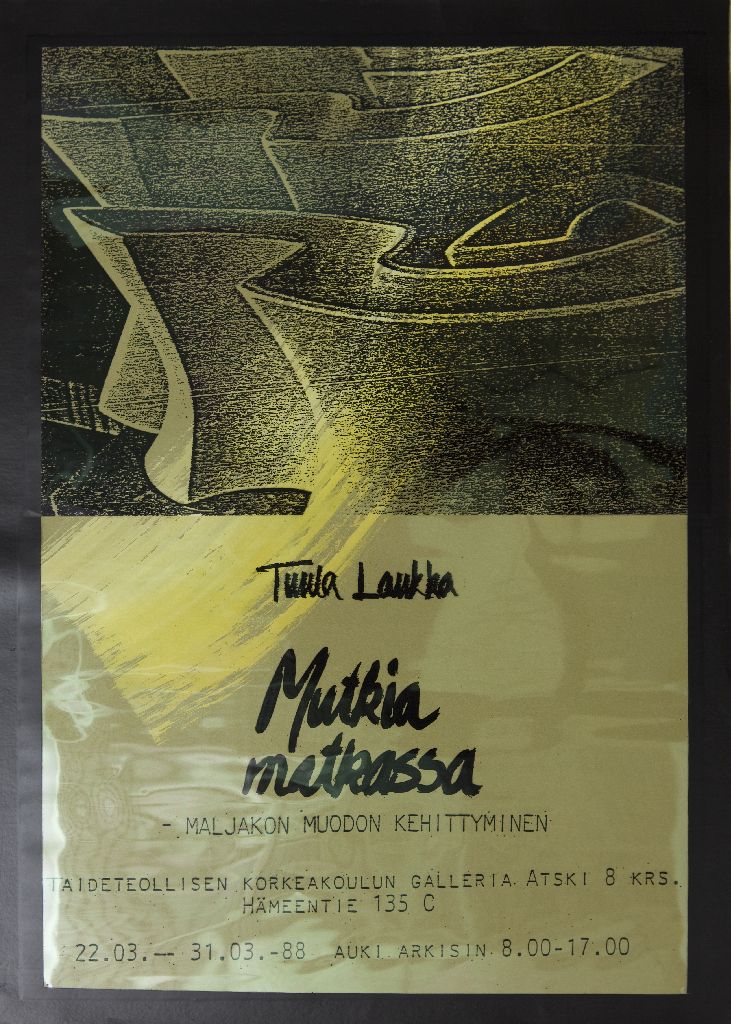 Tuula Laukka
Mutkia
matkassa
- MALJAKON MUODON KEHITTYMINEN
TAIDETEOLLISEN KORKEAKOULUN GALLERIA ATSKI 8 KRS.
HÄMEENTIE 135 C
22.03.— 31.03.-88 AUKI ARKISIN 8.00-17.00